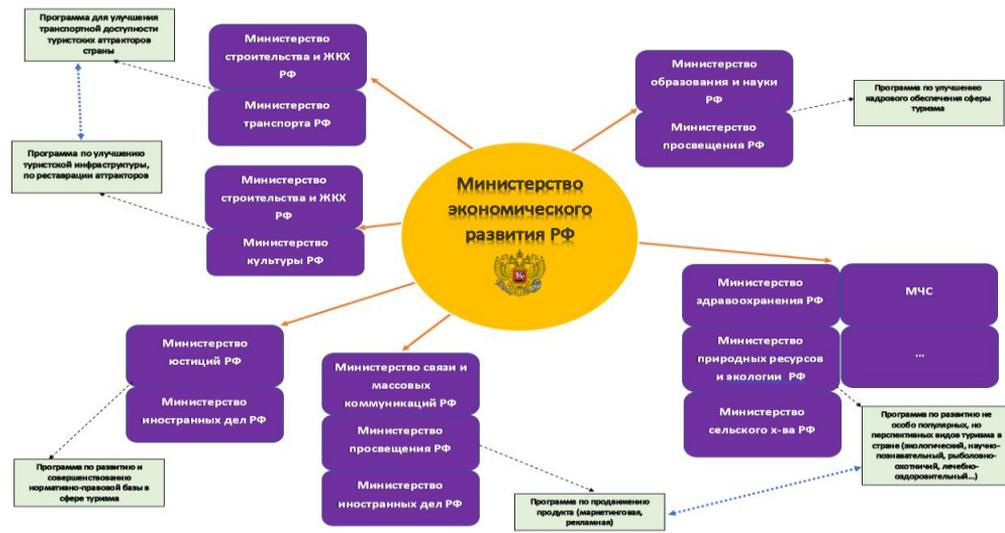 Программа для улучшения
транспортной доступности
туристских аттракторов
страны
Министерство
строительства и ЖКХ
РФ
Министерство
транспорта РФ
Министерство
образования и науки
РФ
Министерство
просвещения РФ
Программа по улучшению
кадрового обеспечения сферы
туризма
Программа по улучшению
туристской инфраструктуры,
по реставрации аттракторов
Министерство
строительства и ЖКХ
РФ
Министерство
культуры РФ
Министерство
экономического
развития РФ
Министерство
здравоохранения РФ
МЧС
Министерство
природных ресурсов
и экологии РФ
...
Министерство
сельского х-ва РФ
Министерство
юстиций РФ
Министерство
иностранных дел РФ
Министерство связи и
массовых
коммуникаций РФ
Министерство
просвещения РФ
Министерство
иностранных дел РФ
Программа по развитию не
особо популярных, но
перспективных видов туризма в
стране (экологический, научно-
познавательный, рыболовно-
охотничий, лечебно-
оздоровительный...)
Программа по развитию и
совершенствованию
нормативно-правовой базы в
сфере туризма
Программа по продвижению
продукта (маркетинговая,
рекламная)